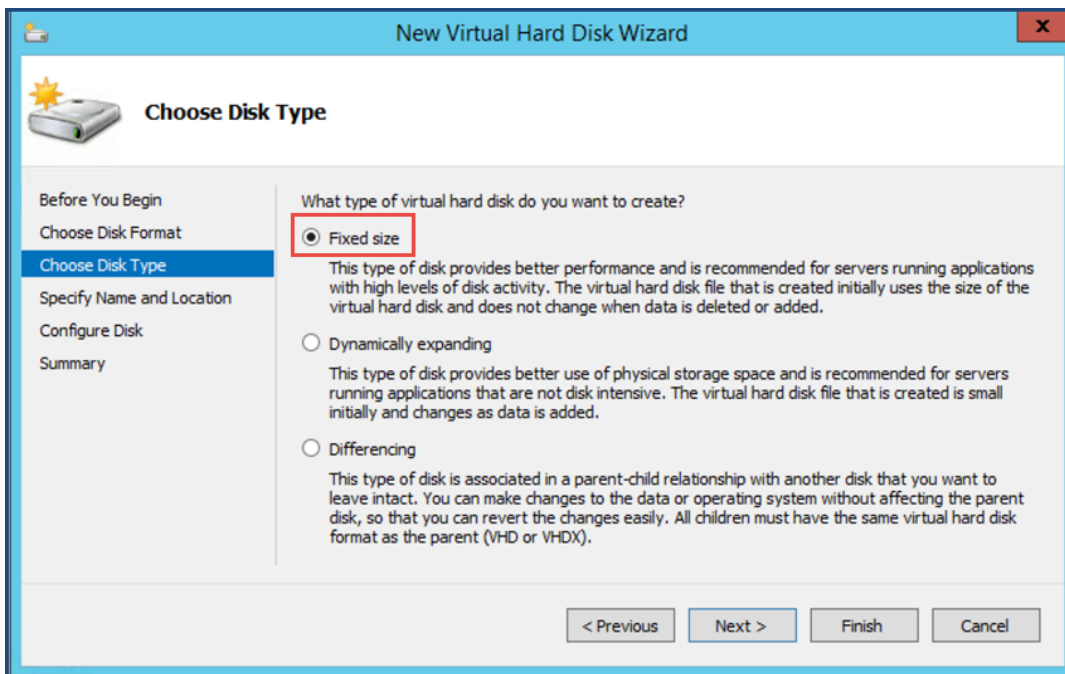 New Virtual Hard Disk Wizard
x
Choose Disk Type
Before You Begin
Choose Disk Format
Choose Disk Type
Specify Name and Location
Configure Disk
Summary
What type of virtual hard disk do you want to create?
Fixed size
This type of disk provides better performance and is recommended for servers running applications
with high levels of disk activity. The virtual hard disk file that is created initially uses the size of the
virtual hard disk and does not change when data is deleted or added.
Dynamically expanding
This type of disk provides better use of physical storage space and is recommended for servers
running applications that are not disk intensive. The virtual hard disk file that is created is small
initially and changes as data is added.
Differencing
This type of disk is associated in a parent-child relationship with another disk that you want to
leave intact. You can make changes to the data or operating system without affecting the parent
disk, so that you can revert the changes easily. All children must have the same virtual hard disk
format as the parent (VHD or VHDX).
< Previous
Next >
Finish
Cancel